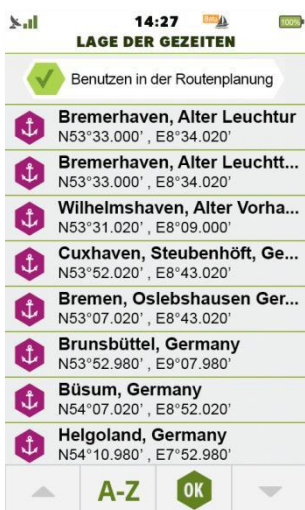 14:27
Beta
100%
LAGE DER GEZEITEN
Benutzen in der Routenplanung
Bremerhaven, Alter Leuchtur
N53°33.000' , E8°34.020'
Bremerhaven, Alter Leuchtt...
N53°33.000' , E8°34.020'
Wilhelmshaven, Alter Vorha...
N53°31.020' , E8°09.000'
Cuxhaven, Steubenhöft, Ge...
N53°52.020' , E8°43.020'
Bremen, Oslebshausen Ger...
N53°07.020' , E8°43.020'
Brunsbüttel, Germany
N53°52.980' , E9°07.980'
Büsum, Germany
N54°07.020' , E8°52.020'
Helgoland, Germany
N54°10.980' , E7°52.980'
A-Z
OK